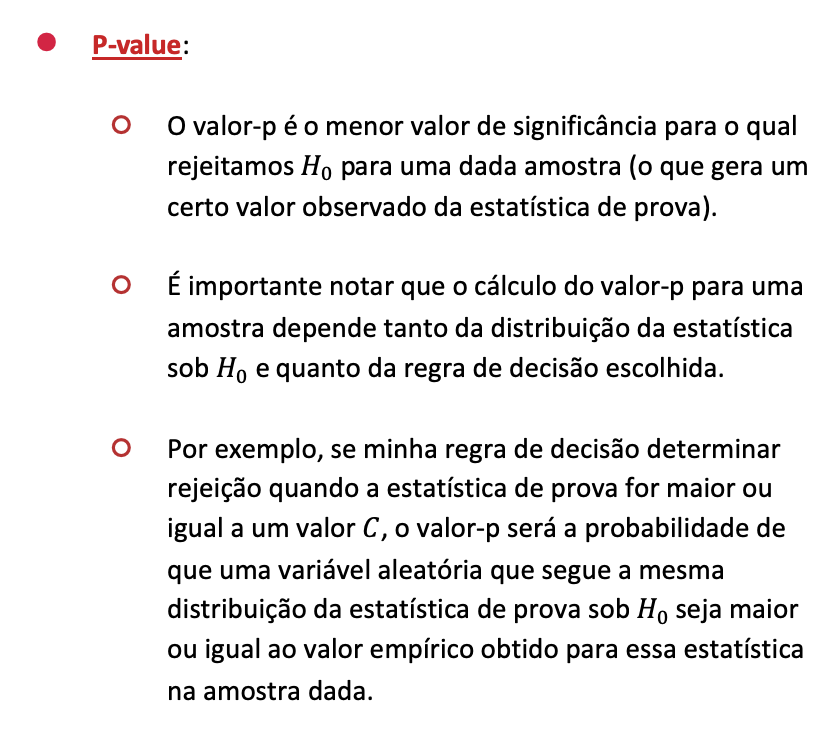 P-value:
O valor-p é o menor valor de significância para o qual
rejeitamos H₀ para uma dada amostra (o que gera um
certo valor observado da estatística de prova).
É importante notar que o cálculo do valor-p para uma
amostra depende tanto da distribuição da estatística
sob H₀ e quanto da regra de decisão escolhida.
Por exemplo, se minha regra de decisão determinar
rejeição quando a estatística de prova for maior ou
igual a um valor C, o valor-p será a probabilidade de
que uma variável aleatória que segue a mesma
distribuição da estatística de prova sob H₀ seja maior
ou igual ao valor empírico obtido para essa estatística
na amostra dada.